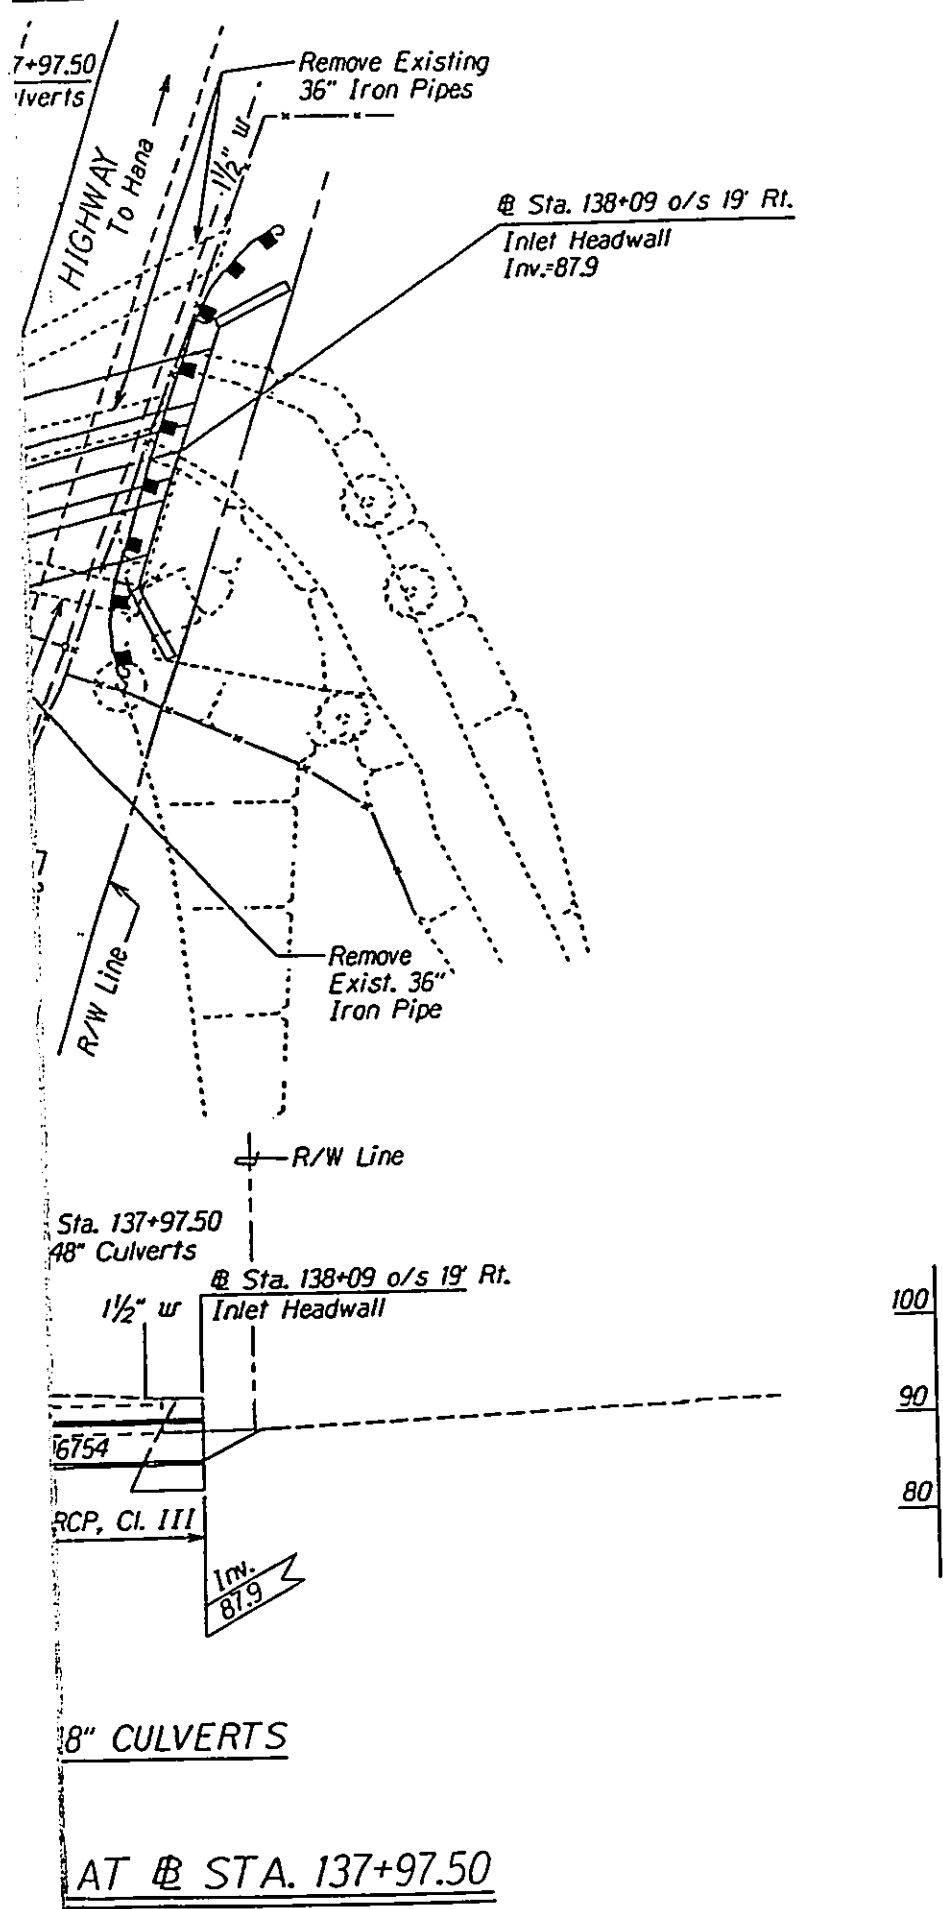 7+97.50
lverts
Remove Existing
36" Iron Pipes
HIGHWAY
To Hana
1½" w
℄ Sta. 138+09 o/s 19' Rt.
Inlet Headwall
Inv.=87.9
R/W Line
Remove
Exist. 36"
Iron Pipe
R/W Line
Sta. 137+97.50
48" Culverts
℄ Sta. 138+09 o/s 19' Rt.
1½" w
Inlet Headwall
100
90
80
6754
RCP, Cl. III
Inv.
87.9
8" CULVERTS
AT ℄ STA. 137+97.50